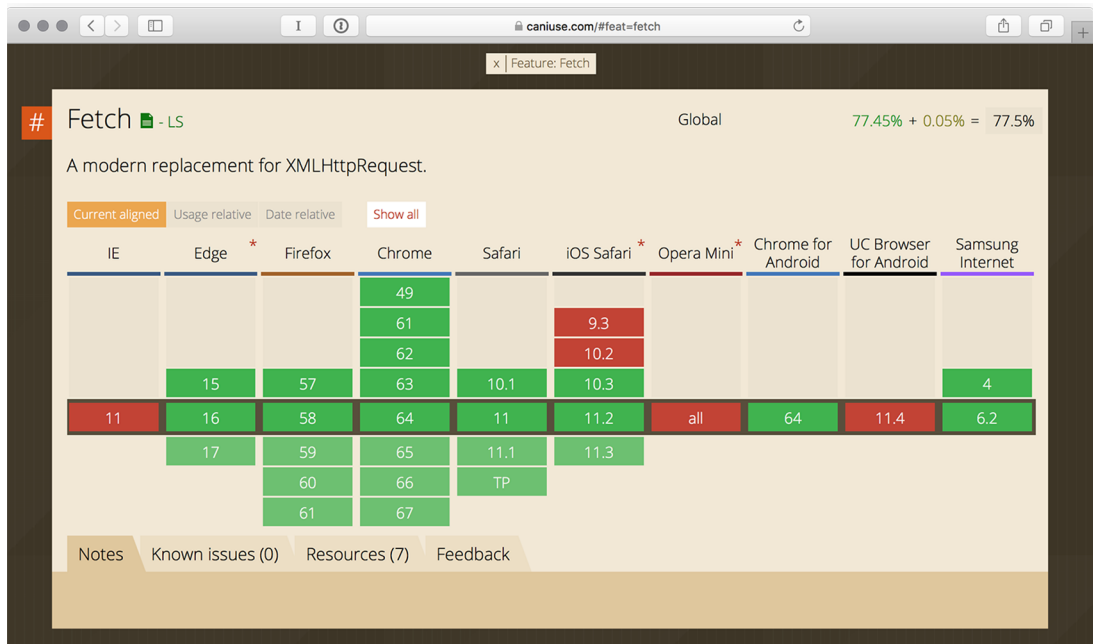 caniuse.com/#feat=fetch
x | Feature: Fetch
#
Fetch - LS
Global
77.45% + 0.05% = 77.5%
A modern replacement for XMLHttpRequest.
Current aligned Usage relative Date relative Show all
IE Edge * Firefox Chrome Safari iOS Safari * Opera Mini * Chrome for Android UC Browser for Android Samsung Internet
49
61 9.3
62 10.2
15 57 63 10.1 10.3 4
11 16 58 64 11 11.2 all 64 11.4 6.2
17 59 65 11.1 11.3
60 66 TP
61 67
Notes Known issues (0) Resources (7) Feedback